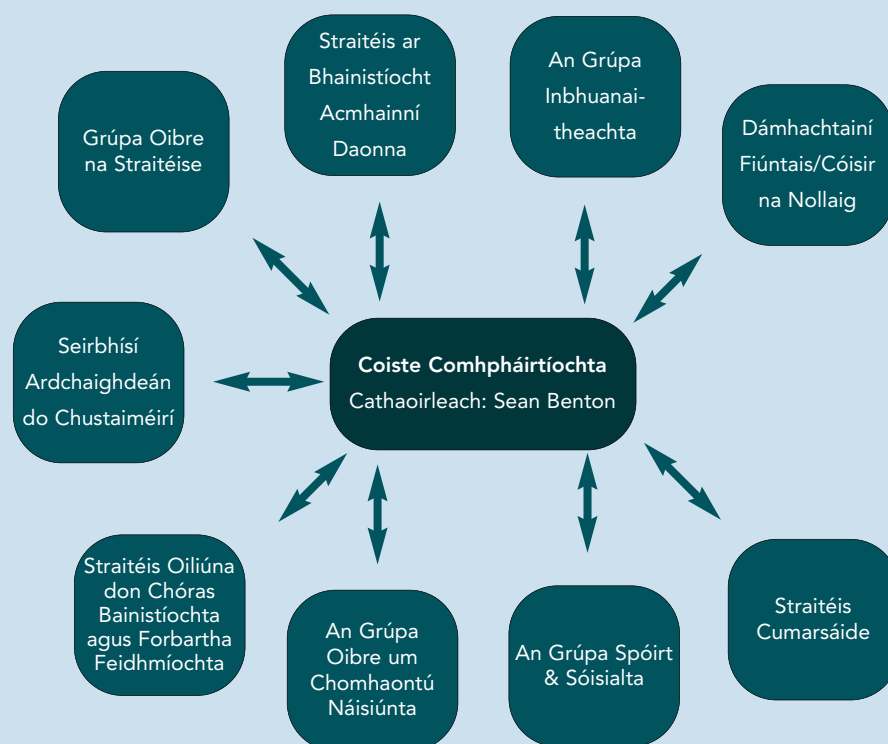 Straitéis ar
Bhainistíocht
Acmhainní
Daonna
An Grúpa
Inbhuanai-
theachta
Grúpa Oibre
na Straitéise
Dámhachtainí
Fiúntais/Cóisir
na Nollaig
Seirbhísí
Ardchaighdeán
do Chustaiméirí
Coiste Comhpháirtíochta
Cathaoirleach: Sean Benton
Straitéis Oiliúna
don Chóras
Bainistíochta
agus Forbartha
Feidhmíochta
An Grúpa
Oibre um
Chomhaontú
Náisiúnta
An Grúpa Spóirt
& Sóisialta
Straitéis
Cumarsáide